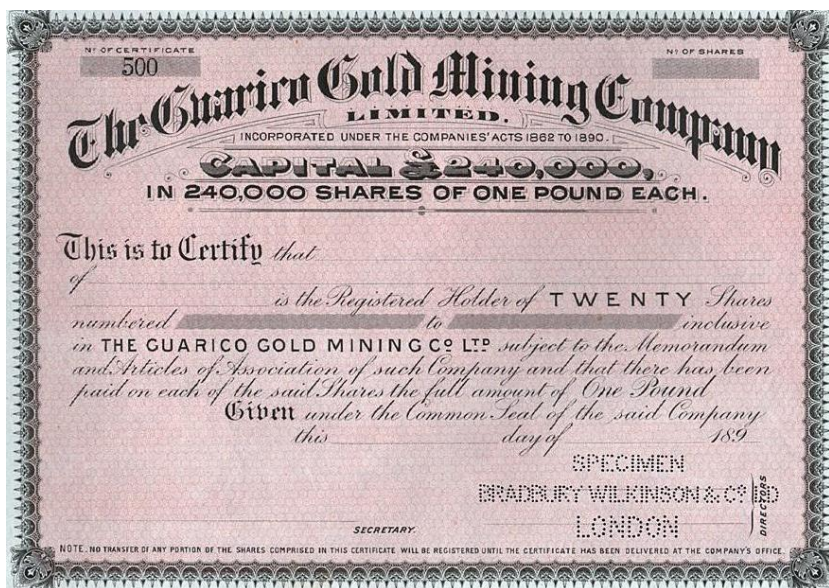 Nº OF CERTIFICATE
500
Nº OF SHARES
The Guarico Gold Mining Company
LIMITED.
INCORPORATED UNDER THE COMPANIES' ACTS 1862 TO 1890.
CAPITAL £240,000,
IN 240,000 SHARES OF ONE POUND EACH.
This is to Certify that
of
is the Registered Holder of TWENTY Shares
numbered to inclusive
in THE GUARICO GOLD MINING Cº LTD subject to the Memorandum
and Articles of Association of such Company and that there has been
paid on each of the said Shares the full amount of One Pound
Given under the Common Seal of the said Company
this day of 189
SPECIMEN
BRADBURY WILKINSON & Cº LD
LONDON
DIRECTORS
SECRETARY.
NOTE. NO TRANSFER OF ANY PORTION OF THE SHARES COMPRISED IN THIS CERTIFICATE WILL BE REGISTERED UNTIL THE CERTIFICATE HAS BEEN DELIVERED AT THE COMPANY'S OFFICE.